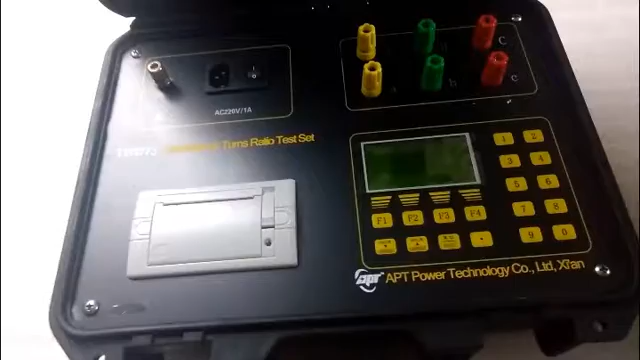 C
a b c
AC220V/1A
Turns Ratio Test Set
1 2
3 4
5 6
F1 F2 F3 F4
7 8
9 0
apt APT Power Technology Co., Ltd, Xi'an